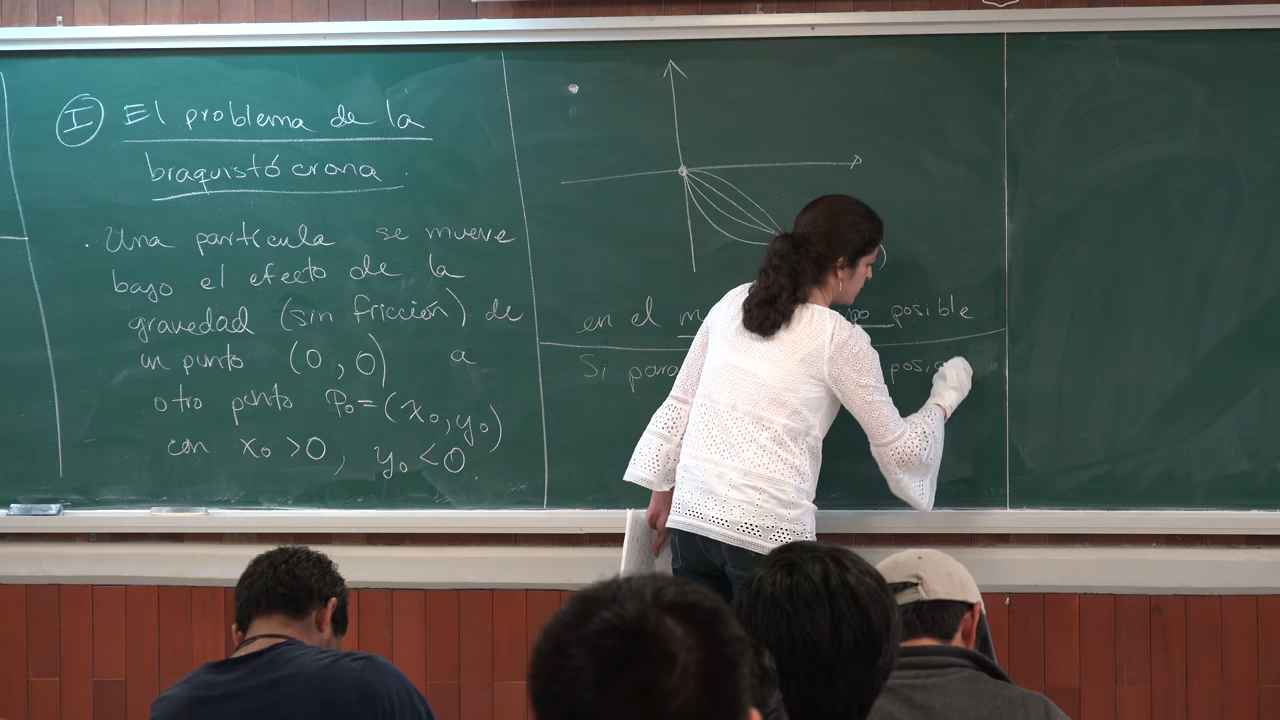 I El problema de la
braquistócrona.
. Una partícula se mueve
bajo el efecto de la
gravedad (sin fricción) de
un punto (0,0) a
otro punto P₀=(x₀,y₀)
con x₀>0, y₀<0
en el posible
Si para